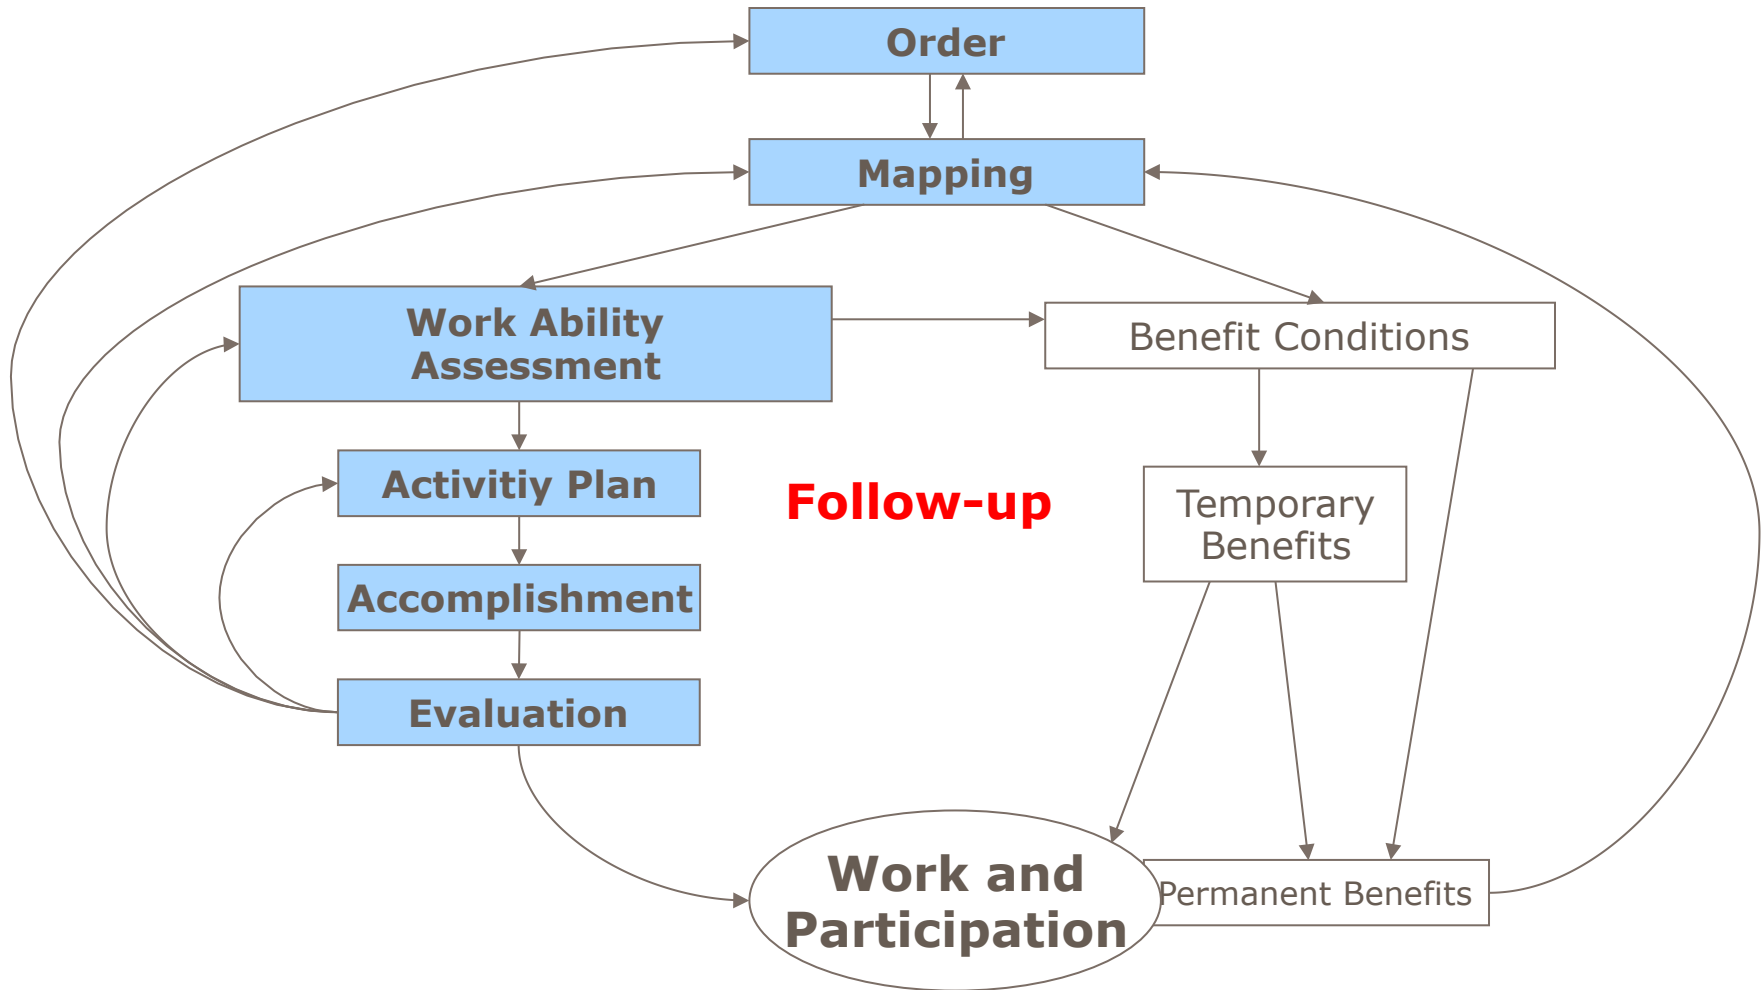 Order
Mapping
Work Ability
Assessment
Benefit Conditions
Activitiy Plan
Follow-up
Temporary
Benefits
Accomplishment
Evaluation
Work and
Participation
Permanent Benefits